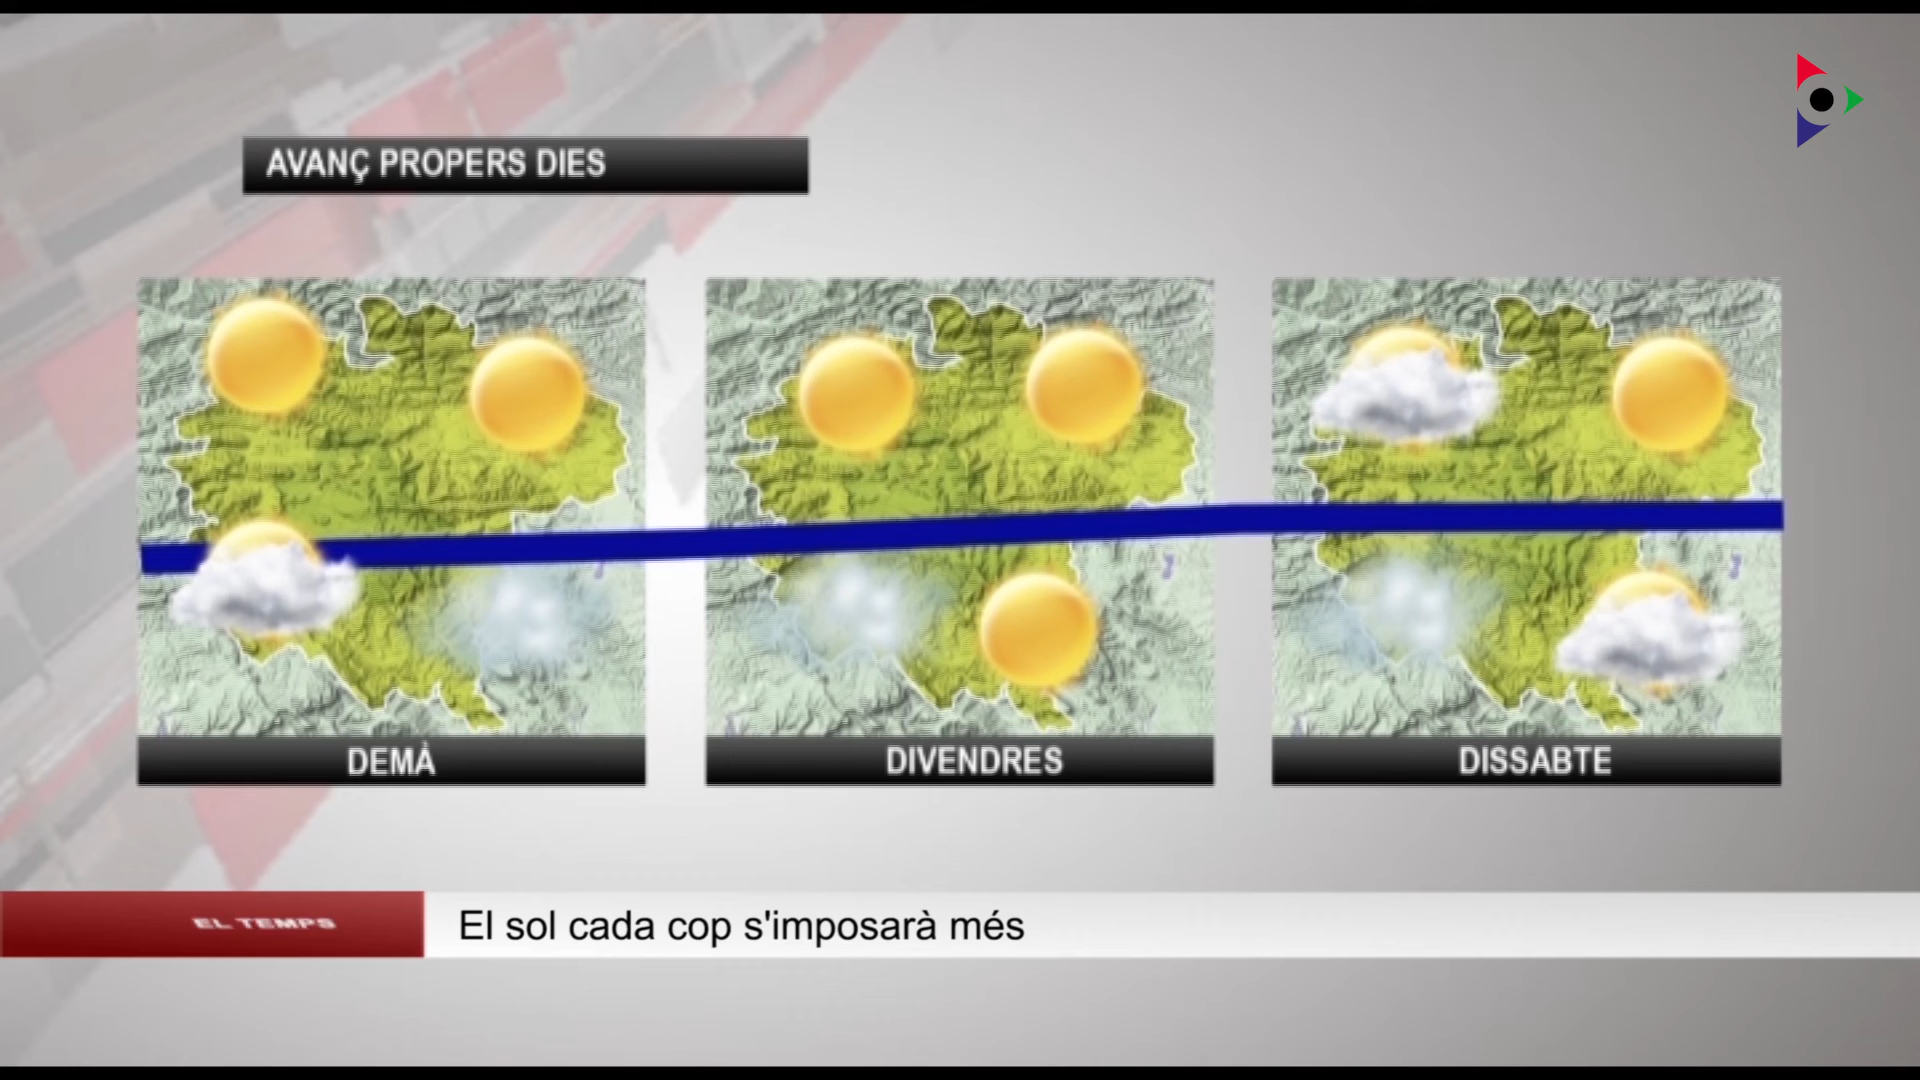 AVANÇ PROPERS DIES
DEMÀ
DIVENDRES
DISSABTE
EL TEMPS
El sol cada cop s'imposarà més